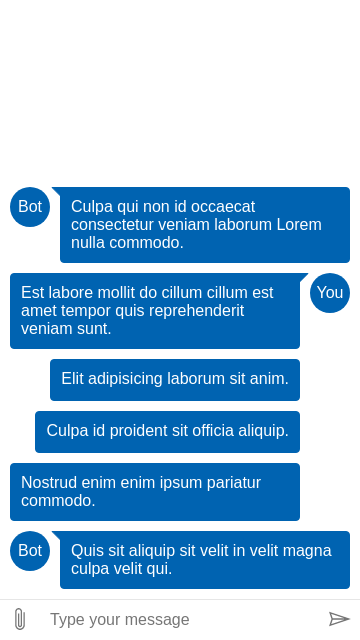 Bot
Culpa qui non id occaecat
consectetur veniam laborum Lorem
nulla commodo.
Est labore mollit do cillum cillum est
amet tempor quis reprehenderit
veniam sunt.
You
Elit adipisicing laborum sit anim.
Culpa id proident sit officia aliquip.
Nostrud enim enim ipsum pariatur
commodo.
Bot
Quis sit aliquip sit velit in velit magna
culpa velit qui.
Type your message